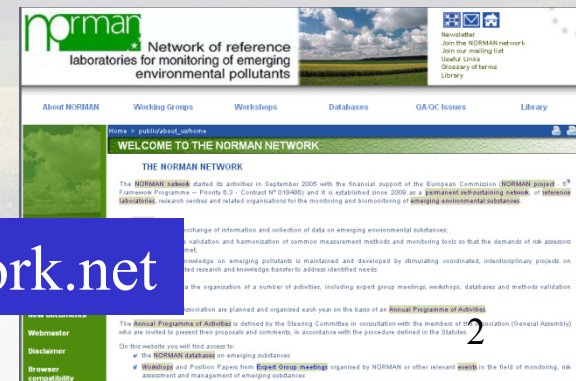 norman
Network of reference
laboratories for monitoring of emerging
environmental pollutants
Newsletter
Join the NORMAN network
Join our mailing list
Useful Links
Glossary of terms
Library
About NORMAN Working Groups Workshops Databases QA/QC Issues Library
Home > public/about_us/home
WELCOME TO THE NORMAN NETWORK
THE NORMAN NETWORK
The NORMAN network started its activities in September 2005 with the financial support of the European Commission (NORMAN project - 6th
Framework Programme – Priority 6.3 - Contract N° 018486) and it is established since 2009 as a permanent self-sustaining network, of reference
laboratories, research centres and related organisations for the monitoring and biomonitoring of emerging environmental substances.
exchange of information and collection of data on emerging environmental substances;
validation and harmonization of common measurement methods and monitoring tools so that the demands of risk assessors
met;
knowledge on emerging pollutants is maintained and developed by stimulating coordinated, interdisciplinary projects on
research and knowledge transfer to address identified needs.
the organisation of a number of activities, including expert group meetings, workshops, databases and methods validation
association are planned and organised each year on the basis of an Annual Programme of Activities.
rk.net
The Annual Programme of Activities is defined by the Steering Committee in consultation with the members of the association (General Assembly)
who are invited to present their proposals and comments, in accordance with the procedure defined in the Statutes.
2
On this website you will find access to:
the NORMAN databases on emerging substances
Workshops and Position Papers from Expert Group meetings organised by NORMAN or other relevant events in the field of monitoring, risk
assessment and management of emerging substances
Webmaster
Disclaimer
Browser
compatibility